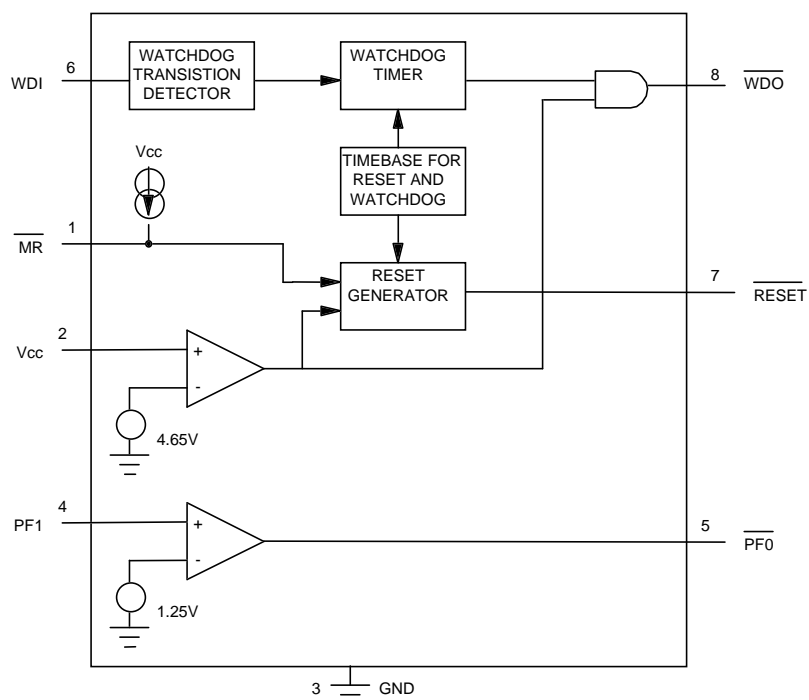 WATCHDOG
TRANSISTION
DETECTOR
WATCHDOG
TIMER
6
WDI
8
WDO
Vcc
TIMEBASE FOR
RESET AND
WATCHDOG
1
MR
RESET
GENERATOR
7
RESET
2
Vcc
+
-
4.65V
4
PF1
+
-
5
PF0
1.25V
3
GND